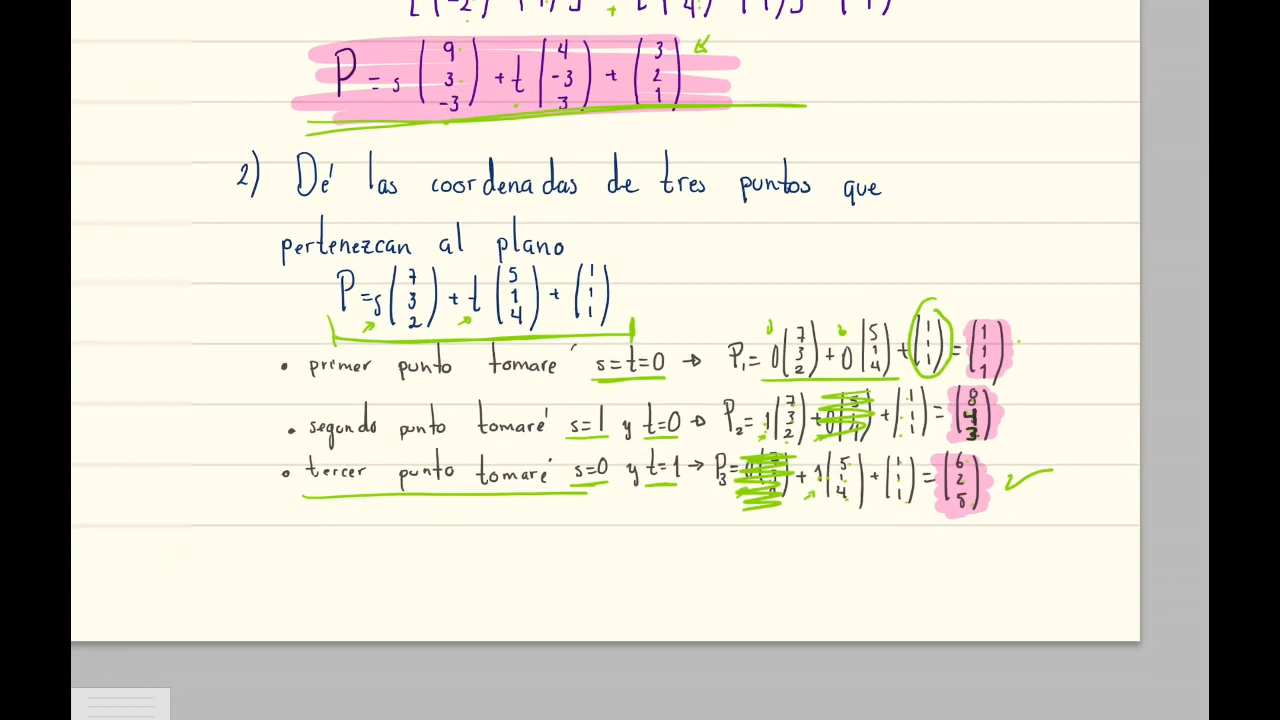 P = s (9 3 -3) + t (4 -3 3) + (3 2 1)
2) Dé las coordenadas de tres puntos que
pertenezcan al plano
P = s (7 3 2) + t (5 1 4) + (1 1 1)
• primer punto tomaré s=t=0 → P₁ = 0 (7 3 2) + 0 (5 1 4) + (1 1 1) = (1 1 1)
• segundo punto tomaré s=1 y t=0 → P₂ = 1 (7 3 2) + 0 + (1 1 1) = (8 4 3)
• tercer punto tomaré s=0 y t=1 → P₃ = + 1 (5 1 4) + (1 1 1) = (6 2 5)